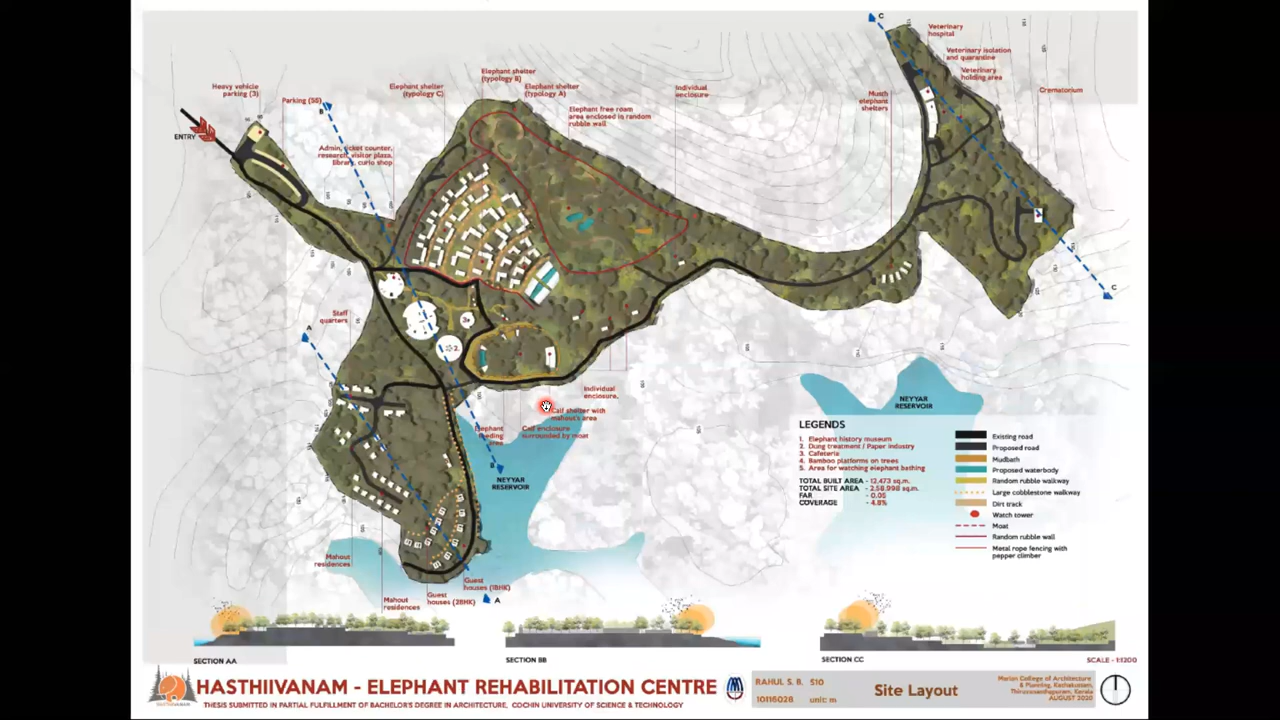 C
Veterinary
hospital
Veterinary isolation
and quarantine
Veterinary
holding area
Crematorium
Elephant shelter
(typology B)
Elephant shelter
(typology C)
Elephant shelter
(typology A)
Individual
enclosure
Heavy vehicle
parking (3)
Parking (55)
B
Musth
elephant
shelters
Elephant free roam
area enclosed in random
rubble wall
ENTRY
Admin, ticket counter,
research, visitor plaza,
library, curio shop
C
Staff
quarters
A
Individual
enclosure.
Calf shelter with
mahout's area
Elephant
feeding
area
Calf enclosure
surrounded by moat
B
NEYYAR
RESERVOIR
NEYYAR
RESERVOIR
LEGENDS
1. Elephant history museum
2. Dung treatment / Paper industry
3. Cafeteria
4. Bamboo platforms on trees
5. Area for watching elephant bathing
TOTAL BUILT AREA - 12,473 sq.m.
TOTAL SITE AREA - 2,58,998 sq.m.
FAR - 0.05
COVERAGE - 4.8%
Existing road
Proposed road
Mudbath
Proposed waterbody
Random rubble walkway
Large cobblestone walkway
Dirt track
Watch tower
Moat
Random rubble wall
Metal rope fencing with
pepper climber
Mahout
residences
Mahout
residences
Guest
houses (2BHK)
Guest
houses (1BHK)
A
SECTION AA
SECTION BB
SECTION CC
SCALE - 1:1200
HASTHIIVANAM
HASTHIIVANAM - ELEPHANT REHABILITATION CENTRE
THESIS SUBMITTED IN PARTIAL FULFILLMENT OF BACHELOR'S DEGREE IN ARCHITECTURE, COCHIN UNIVERSITY OF SCIENCE & TECHNOLOGY
RAHUL S. B. S10
10116028 unit: m
Site Layout
Marian College of Architecture
& Planning, Kazhakuttam,
Thiruvananthapuram, Kerala
AUGUST 2020